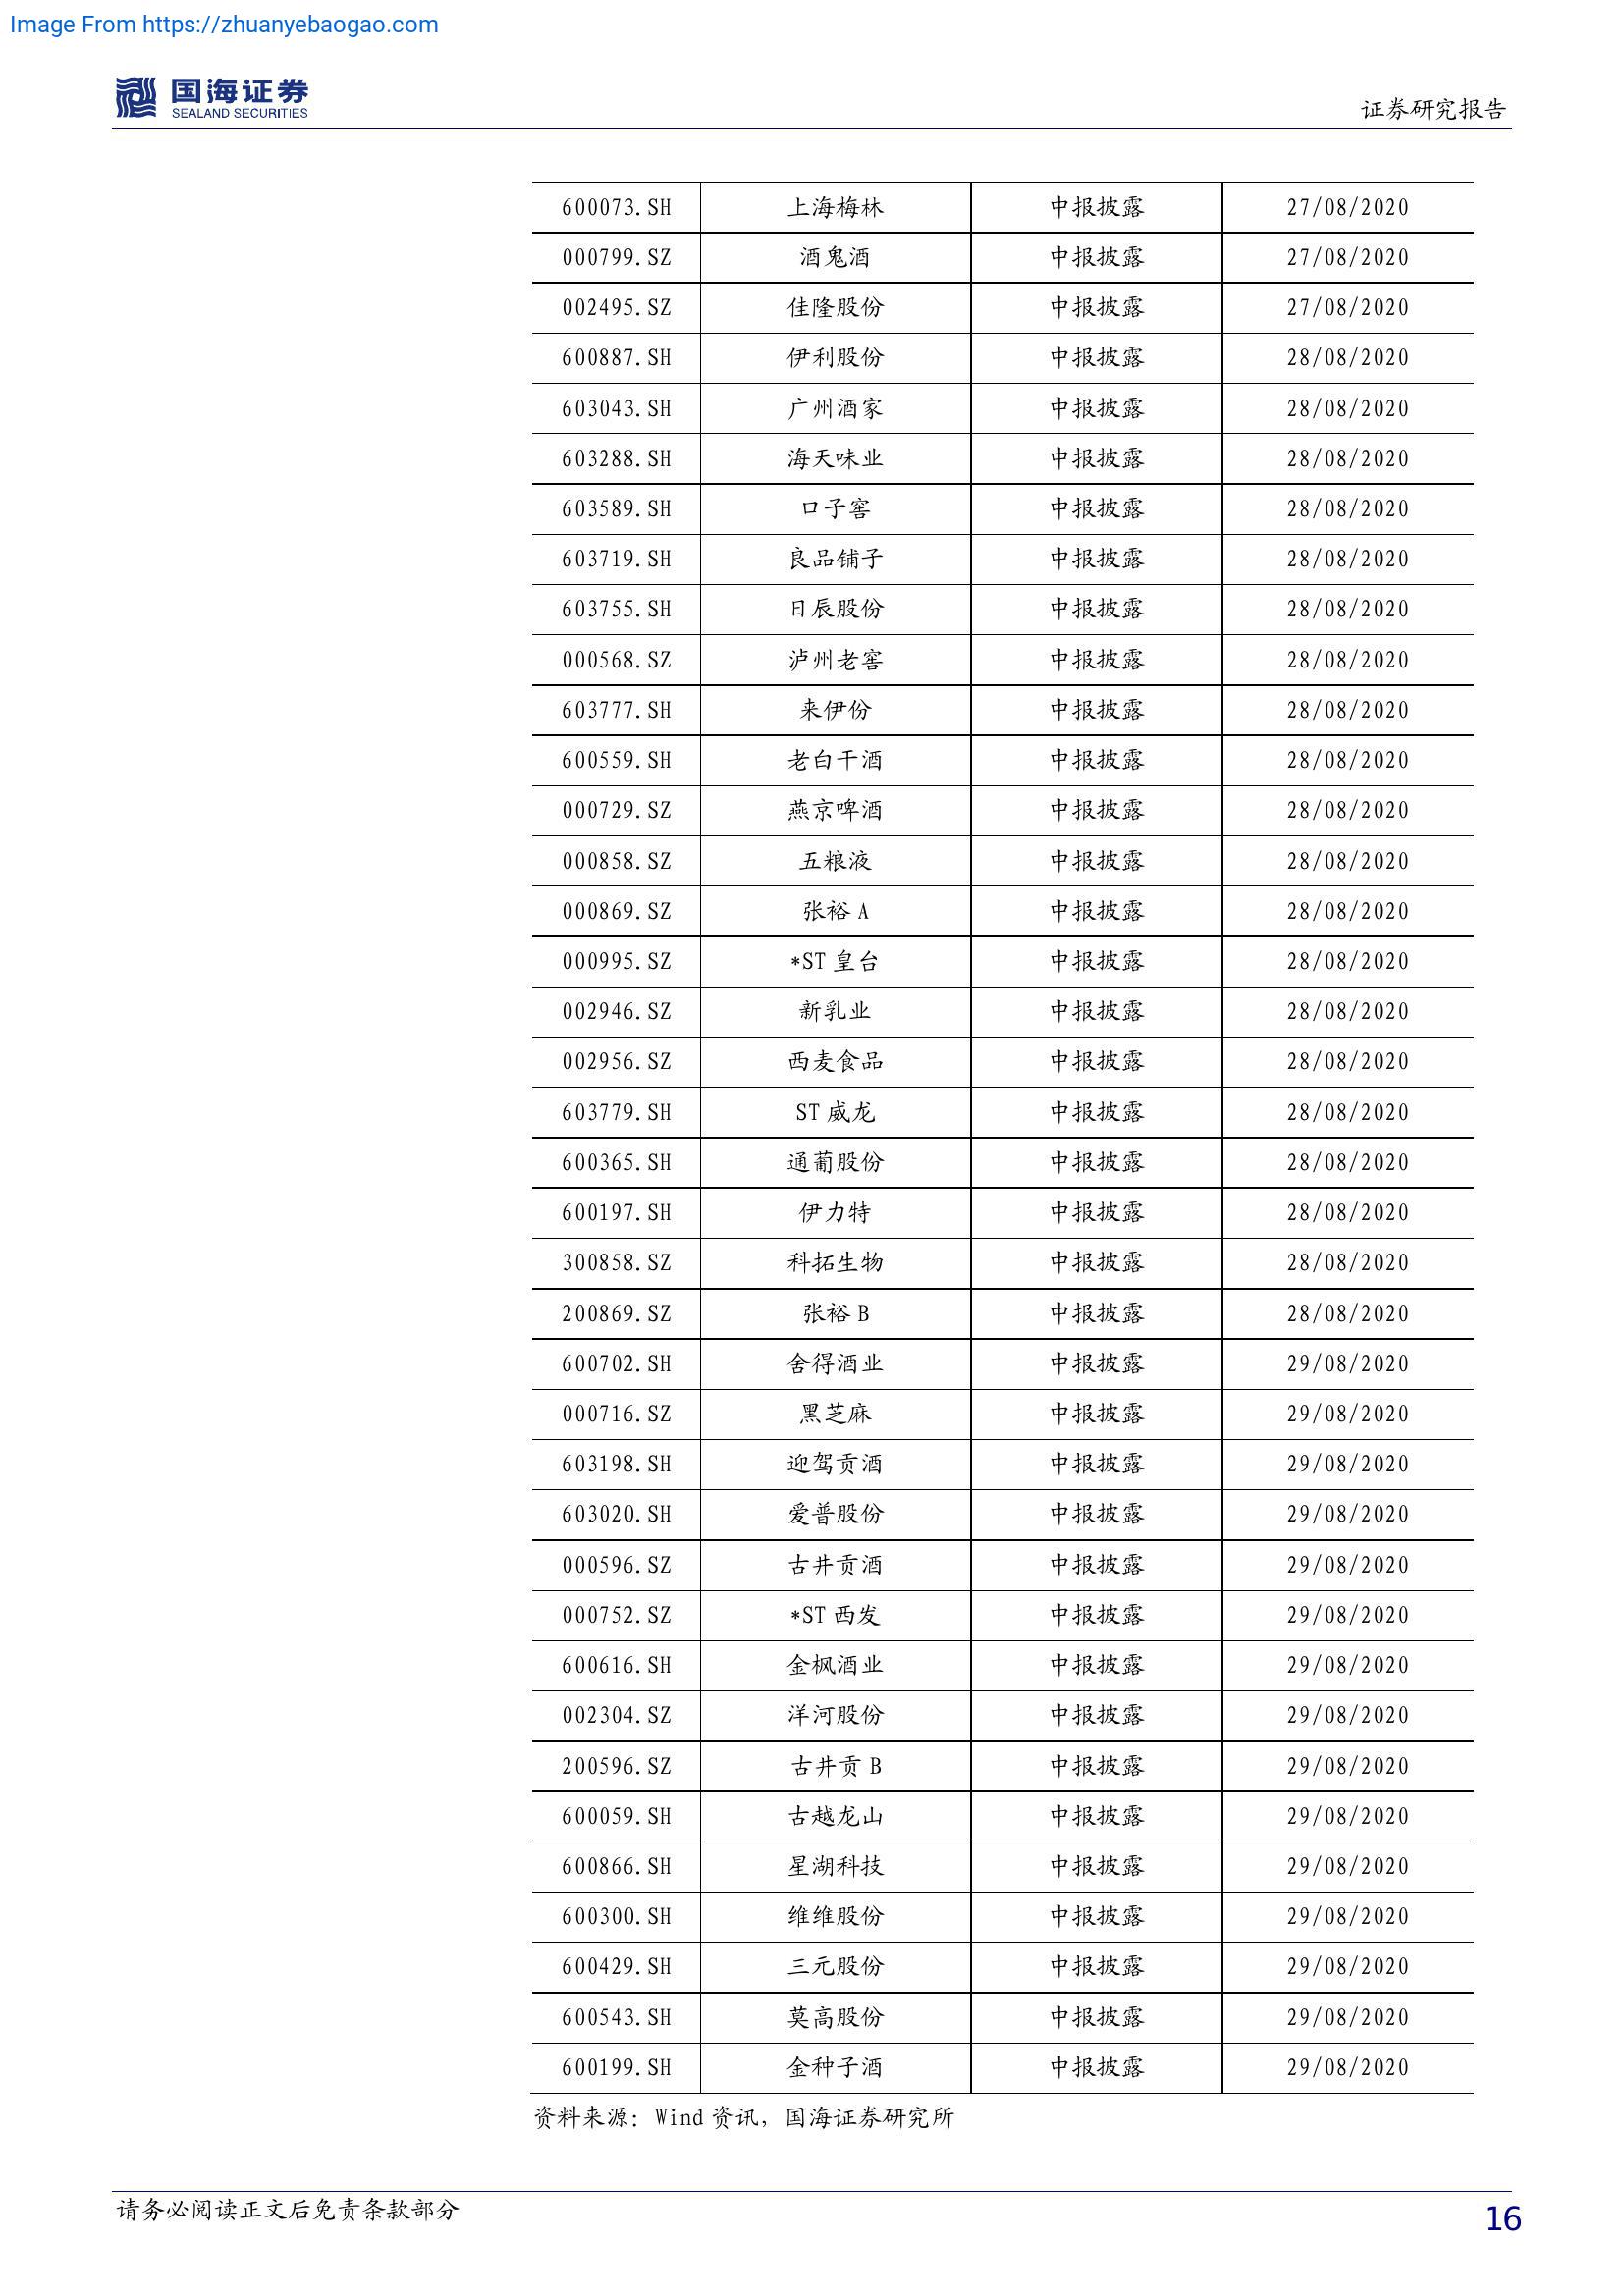 Image From https://zhuanyebaogao.com
国海证券
SEALAND SECURITIES
证券研究报告
600073.SH 上海梅林 中报披露 27/08/2020
000799.SZ 酒鬼酒 中报披露 27/08/2020
002495.SZ 佳隆股份 中报披露 27/08/2020
600887.SH 伊利股份 中报披露 28/08/2020
603043.SH 广州酒家 中报披露 28/08/2020
603288.SH 海天味业 中报披露 28/08/2020
603589.SH 口子窖 中报披露 28/08/2020
603719.SH 良品铺子 中报披露 28/08/2020
603755.SH 日辰股份 中报披露 28/08/2020
000568.SZ 泸州老窖 中报披露 28/08/2020
603777.SH 来伊份 中报披露 28/08/2020
600559.SH 老白干酒 中报披露 28/08/2020
000729.SZ 燕京啤酒 中报披露 28/08/2020
000858.SZ 五粮液 中报披露 28/08/2020
000869.SZ 张裕 A 中报披露 28/08/2020
000995.SZ *ST 皇台 中报披露 28/08/2020
002946.SZ 新乳业 中报披露 28/08/2020
002956.SZ 西麦食品 中报披露 28/08/2020
603779.SH ST 威龙 中报披露 28/08/2020
600365.SH 通葡股份 中报披露 28/08/2020
600197.SH 伊力特 中报披露 28/08/2020
300858.SZ 科拓生物 中报披露 28/08/2020
200869.SZ 张裕 B 中报披露 28/08/2020
600702.SH 舍得酒业 中报披露 29/08/2020
000716.SZ 黑芝麻 中报披露 29/08/2020
603198.SH 迎驾贡酒 中报披露 29/08/2020
603020.SH 爱普股份 中报披露 29/08/2020
000596.SZ 古井贡酒 中报披露 29/08/2020
000752.SZ *ST 西发 中报披露 29/08/2020
600616.SH 金枫酒业 中报披露 29/08/2020
002304.SZ 洋河股份 中报披露 29/08/2020
200596.SZ 古井贡 B 中报披露 29/08/2020
600059.SH 古越龙山 中报披露 29/08/2020
600866.SH 星湖科技 中报披露 29/08/2020
600300.SH 维维股份 中报披露 29/08/2020
600429.SH 三元股份 中报披露 29/08/2020
600543.SH 莫高股份 中报披露 29/08/2020
600199.SH 金种子酒 中报披露 29/08/2020
资料来源：Wind 资讯，国海证券研究所
请务必阅读正文后免责条款部分
16